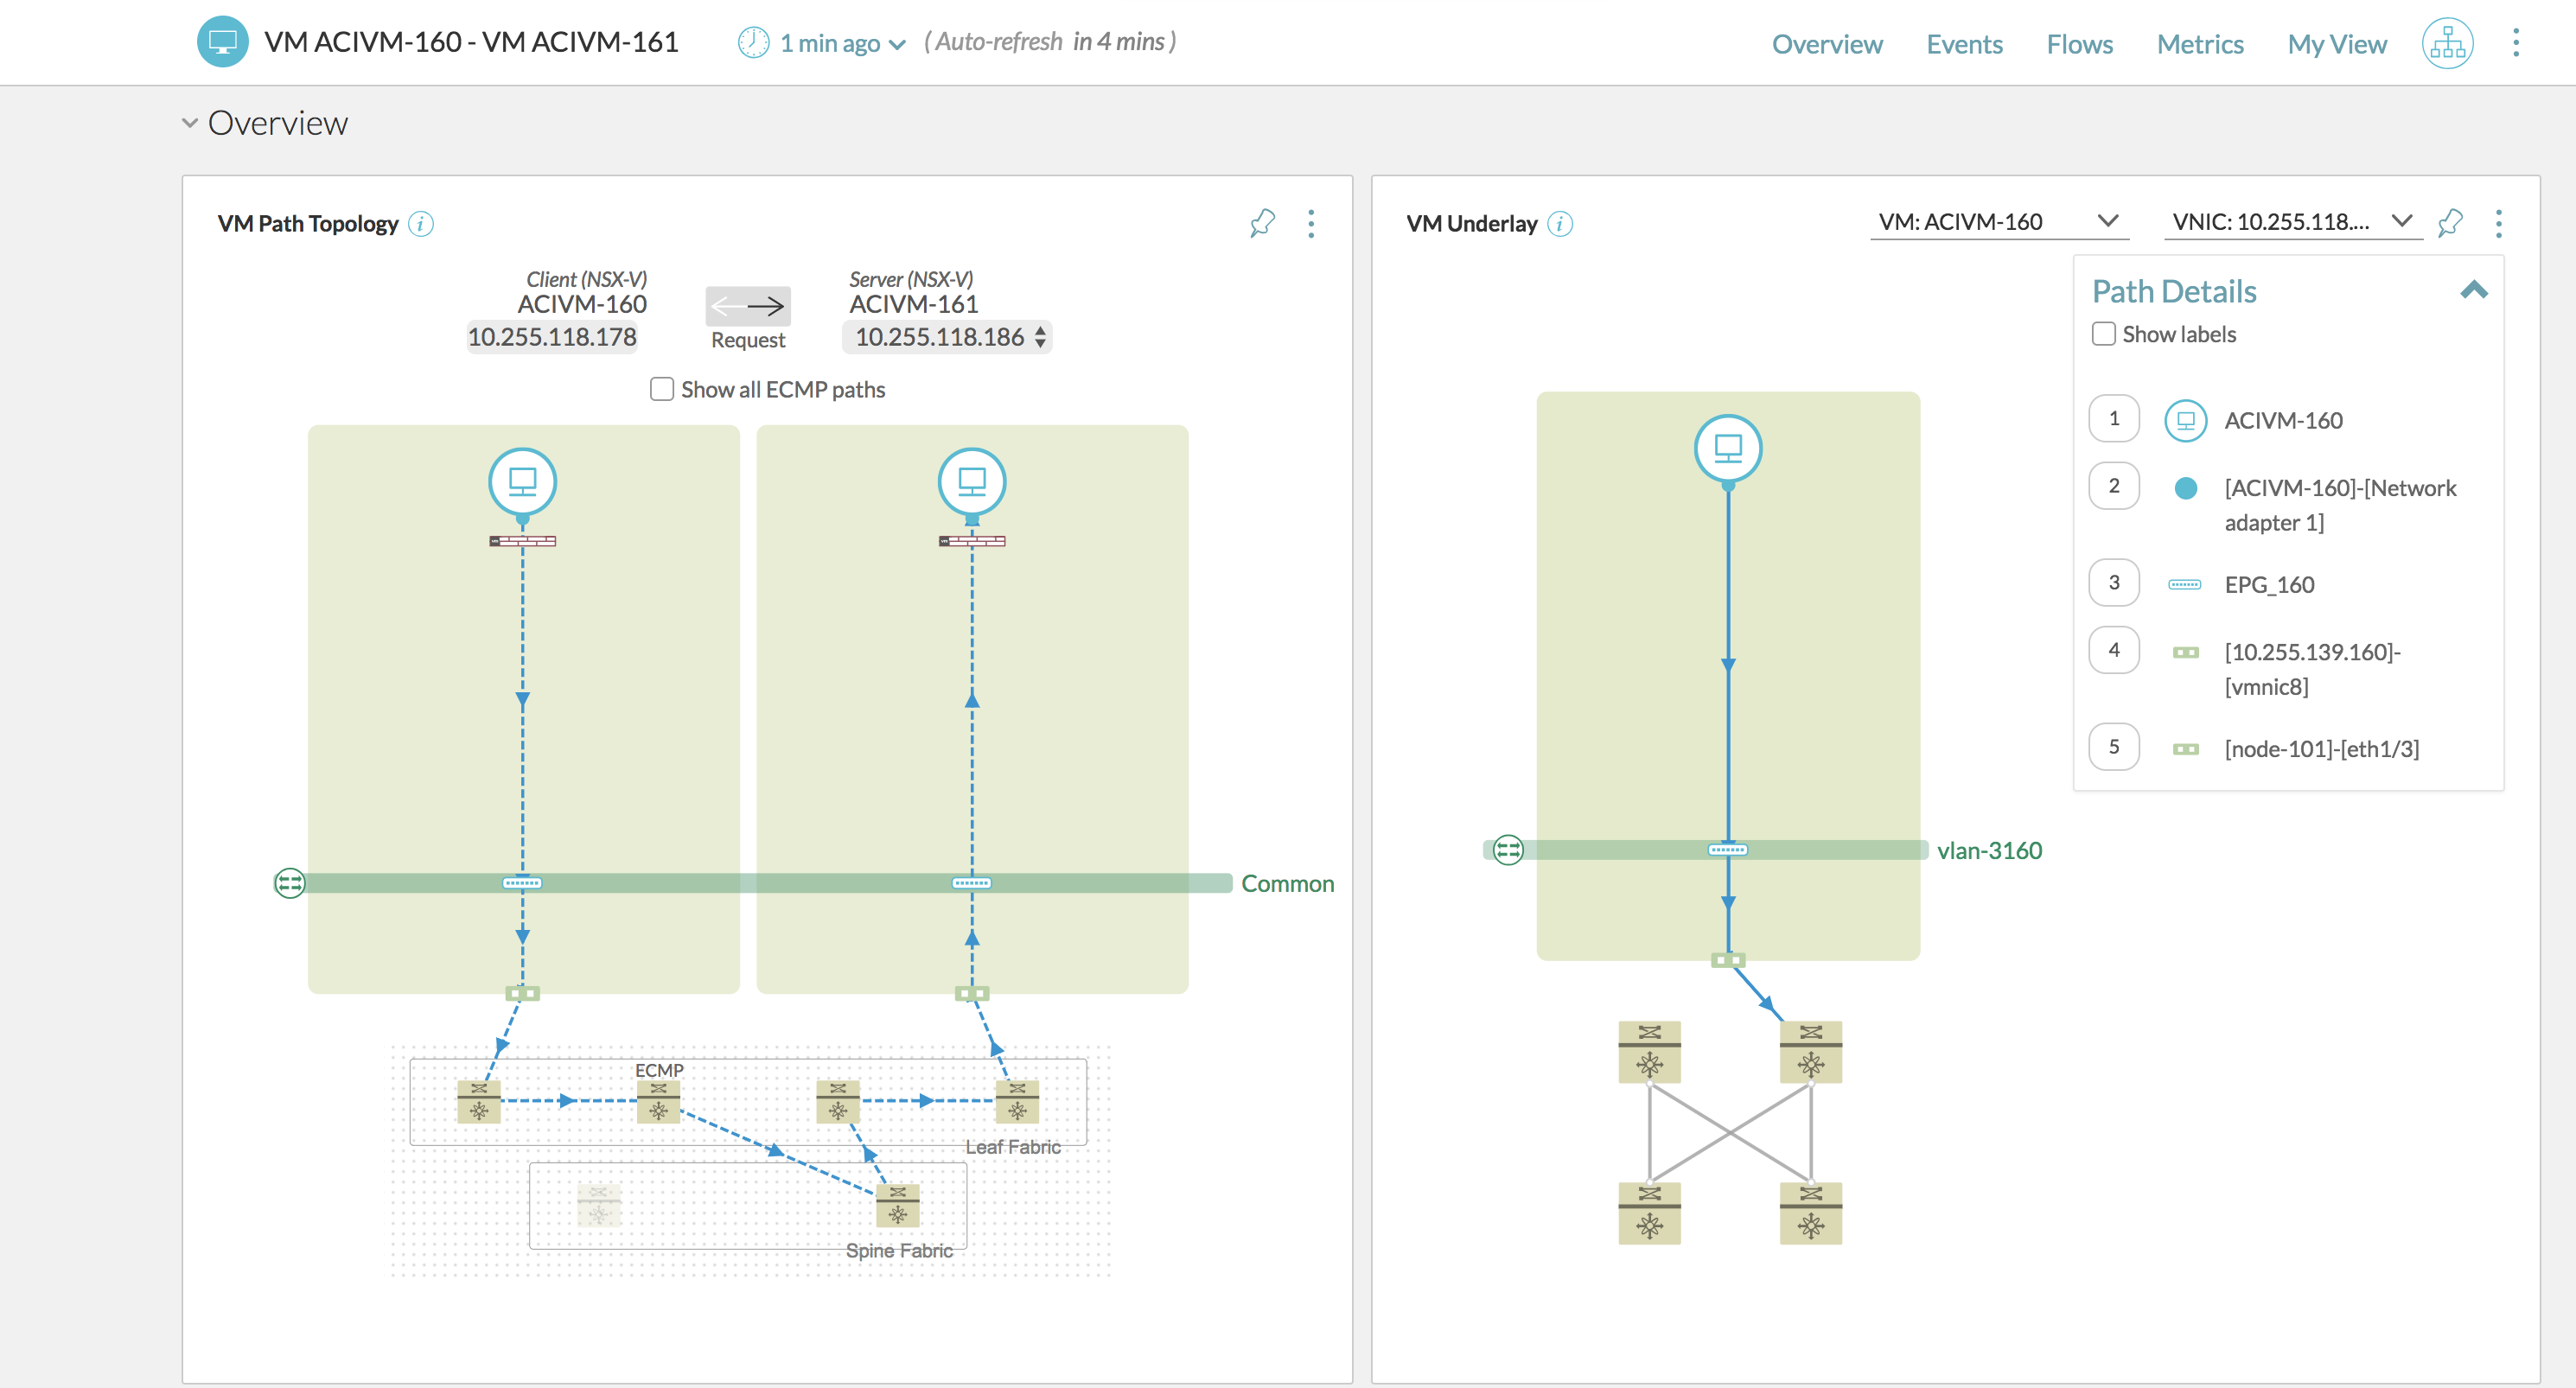 VM ACIVM-160 - VM ACIVM-161
1 min ago
( Auto-refresh in 4 mins )
Overview Events Flows Metrics My View
Overview
VM Path Topology
Client (NSX-V)
ACIVM-160
10.255.118.178
Request
Server (NSX-V)
ACIVM-161
10.255.118.186
Show all ECMP paths
Common
ECMP
Leaf Fabric
Spine Fabric
VM Underlay
VM: ACIVM-160
VNIC: 10.255.118....
Path Details
Show labels
1 ACIVM-160
2 [ACIVM-160]-[Network
adapter 1]
3 EPG_160
4 [10.255.139.160]-
[vmnic8]
5 [node-101]-[eth1/3]
vlan-3160